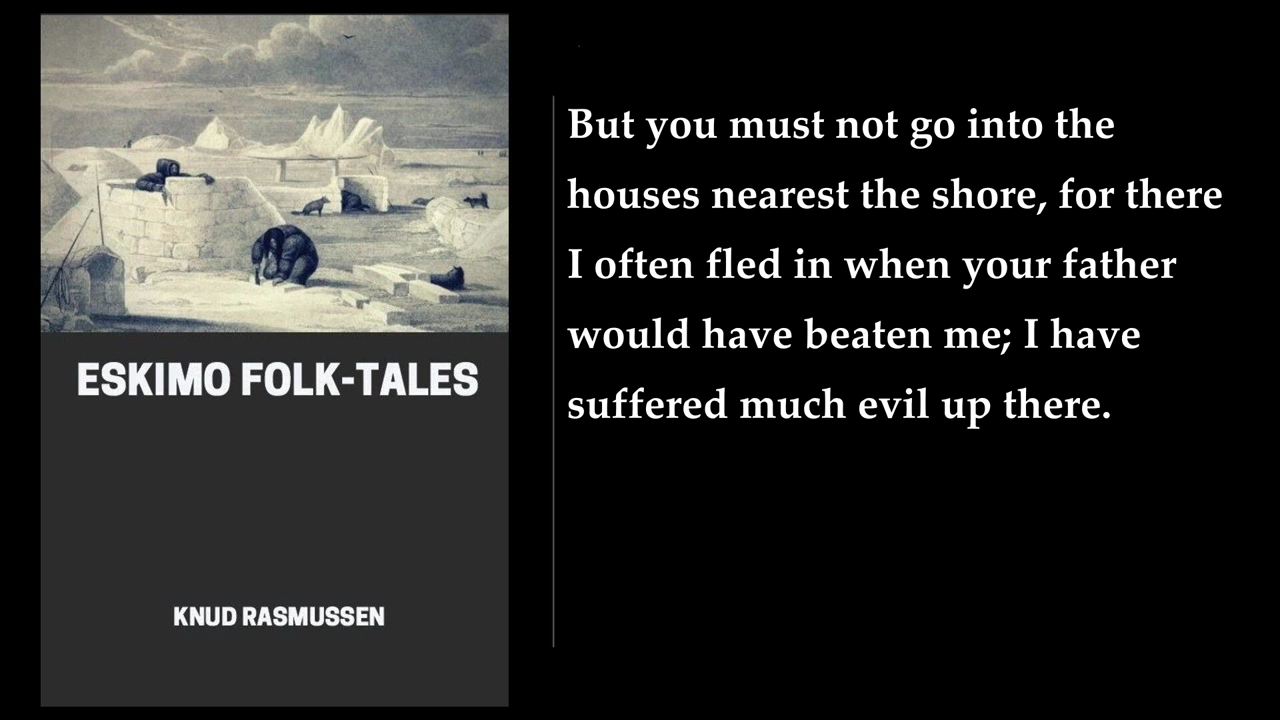 ESKIMO FOLK-TALES
KNUD RASMUSSEN
But you must not go into the
houses nearest the shore, for there
I often fled in when your father
would have beaten me; I have
suffered much evil up there.